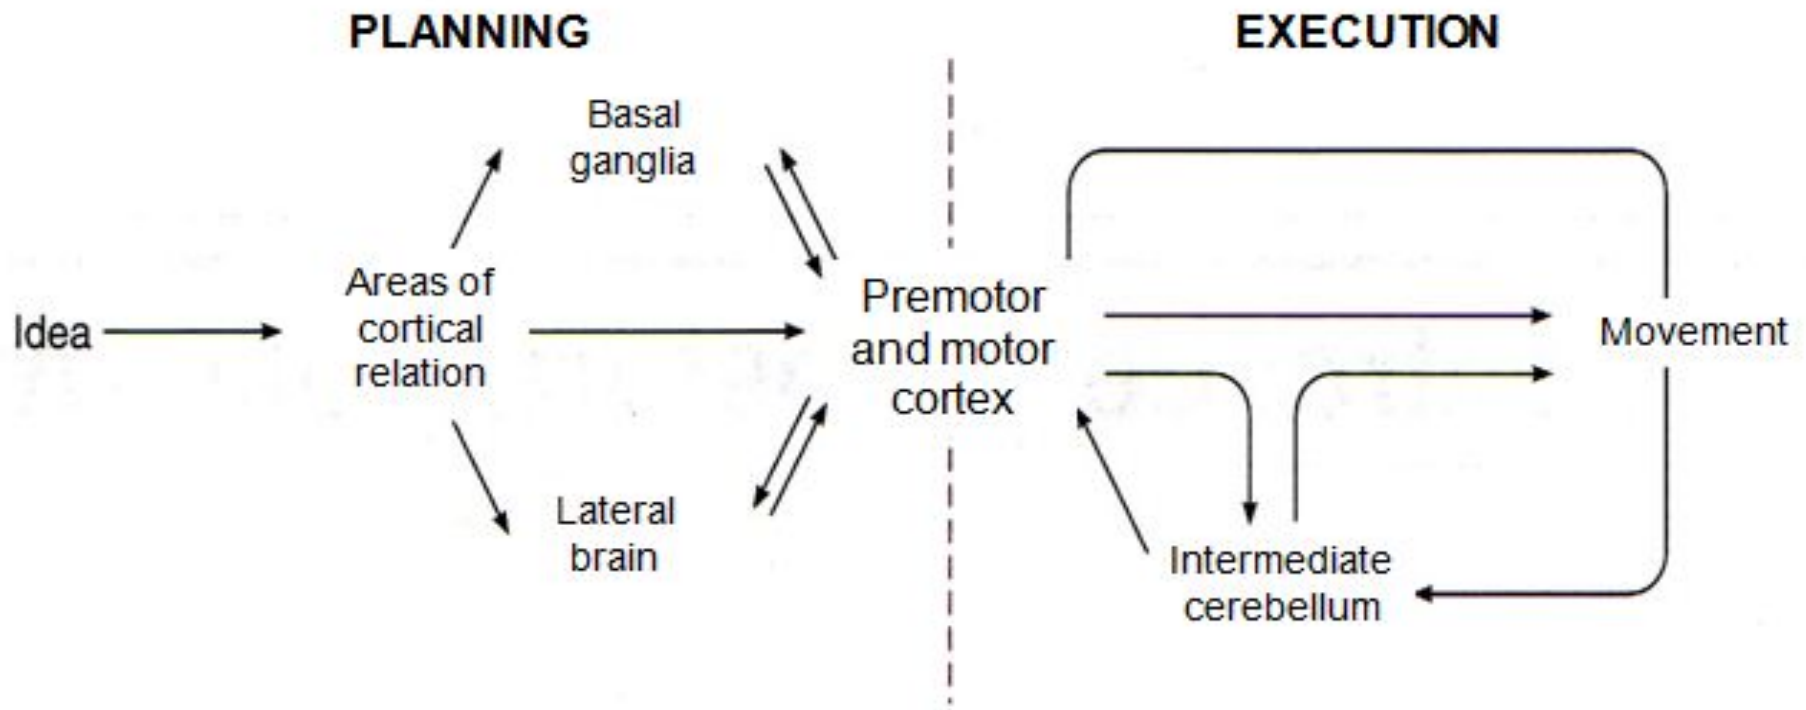 PLANNING
EXECUTION
Basal
ganglia
Idea
Areas of
cortical
relation
Premotor
and motor
cortex
Movement
Lateral
brain
Intermediate
cerebellum